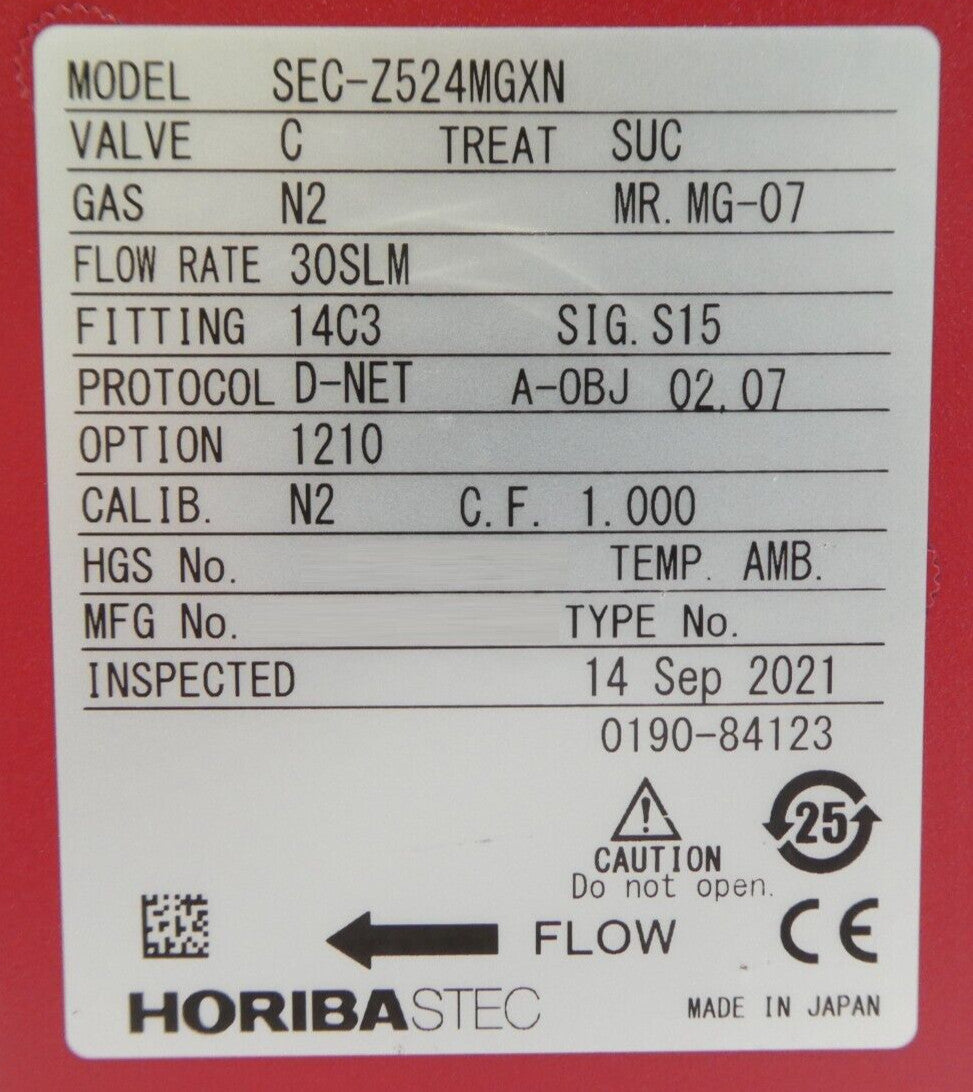 MODEL SEC-Z524MGXN
VALVE C TREAT SUC
GAS N2 MR. MG-07
FLOW RATE 30SLM
FITTING 14C3 SIG. S15
PROTOCOL D-NET A-OBJ 02.07
OPTION 1210
CALIB. N2 C.F. 1.000
HGS No. TEMP. AMB.
MFG No. TYPE No.
INSPECTED 14 Sep 2021
0190-84123
25
CAUTION
Do not open.
FLOW CE
HORIBASTEC MADE IN JAPAN